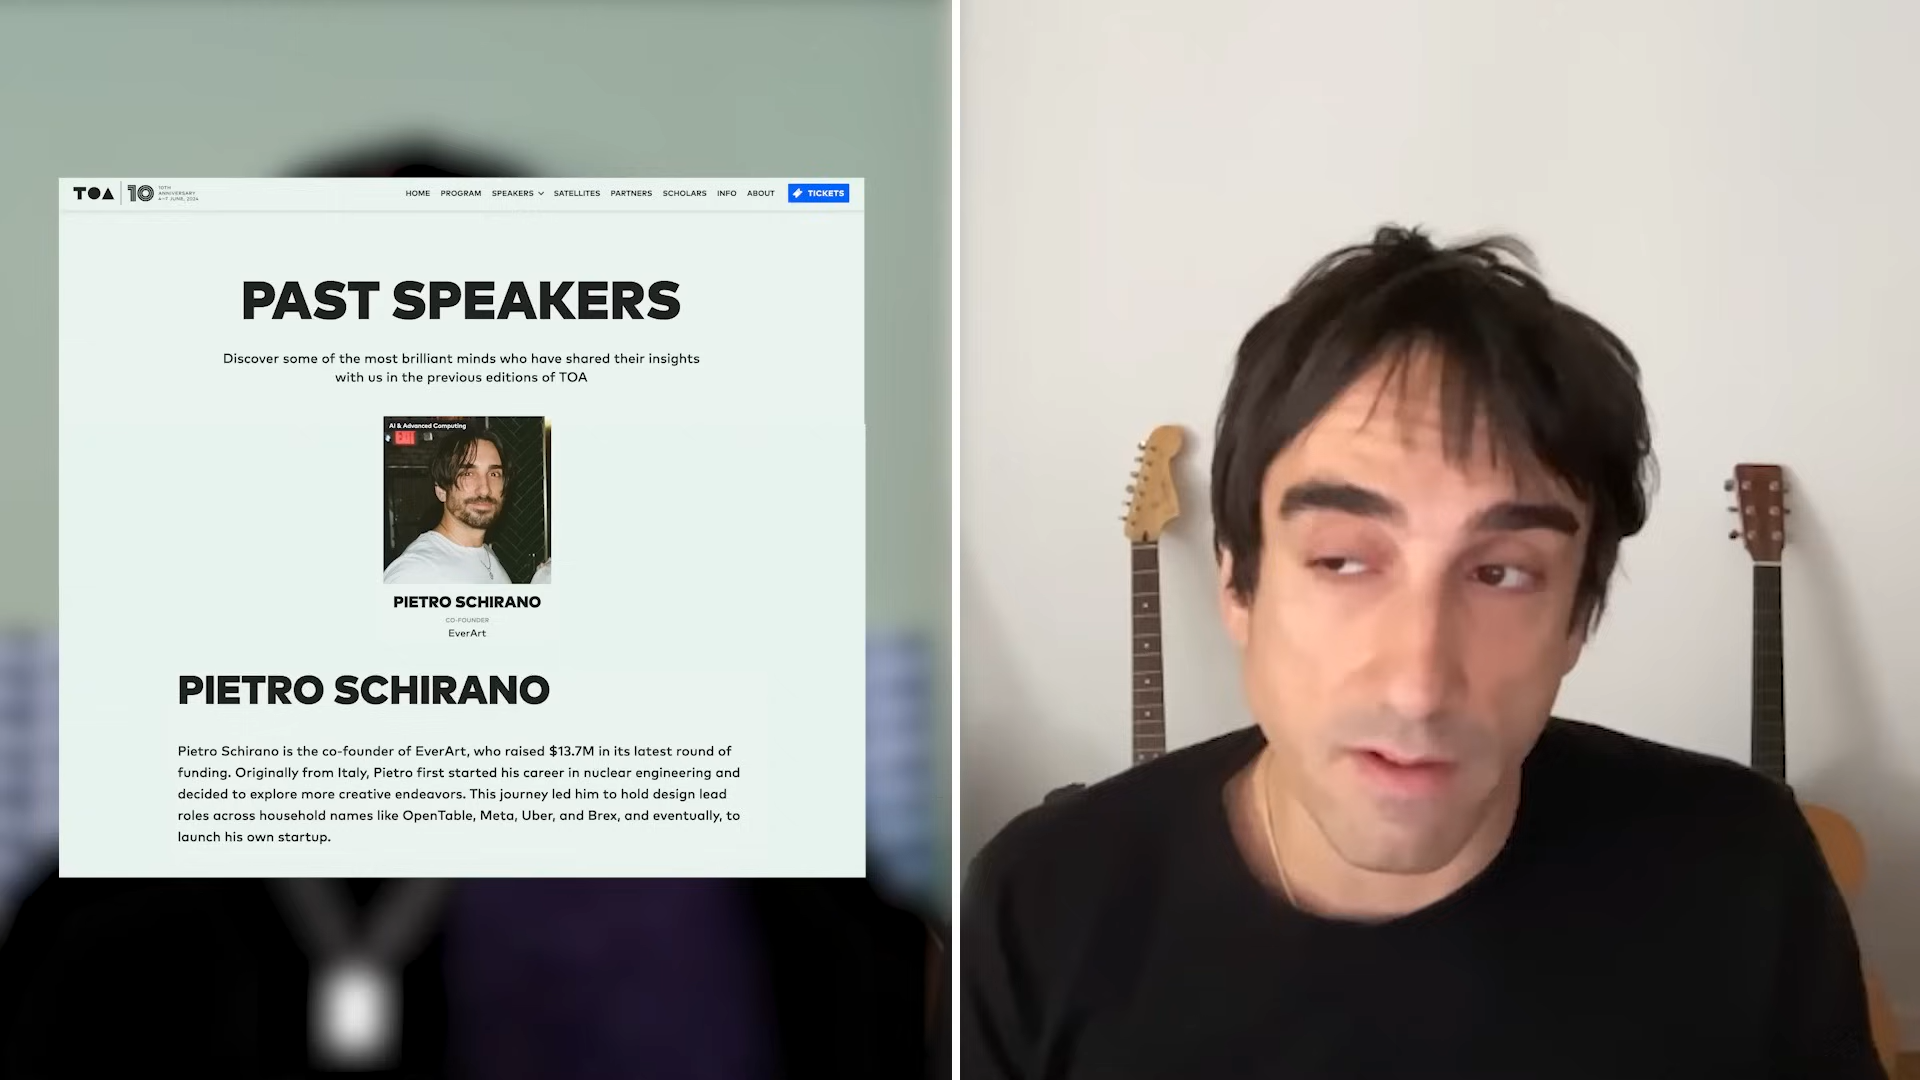 TOA
10
10TH
ANNIVERSARY
4–7 JUNE, 2024
HOME PROGRAM SPEAKERS SATELLITES PARTNERS SCHOLARS INFO ABOUT TICKETS
PAST SPEAKERS
Discover some of the most brilliant minds who have shared their insights
with us in the previous editions of TOA
AI & Advanced Computing
EXIT
PIETRO SCHIRANO
CO-FOUNDER
EverArt
PIETRO SCHIRANO
Pietro Schirano is the co-founder of EverArt, who raised $13.7M in its latest round of
funding. Originally from Italy, Pietro first started his career in nuclear engineering and
decided to explore more creative endeavors. This journey led him to hold design lead
roles across household names like OpenTable, Meta, Uber, and Brex, and eventually, to
launch his own startup.